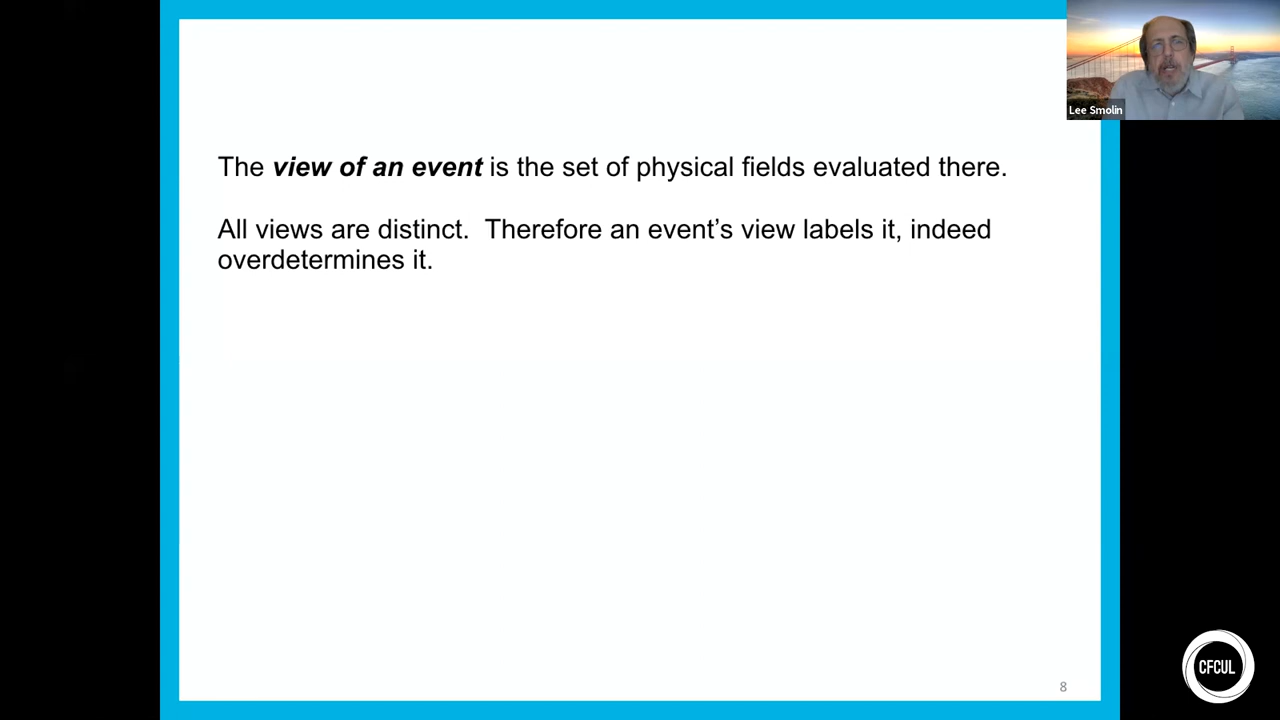 Lee Smolin
The view of an event is the set of physical fields evaluated there.
All views are distinct.  Therefore an event’s view labels it, indeed
overdetermines it.
CFCUL
8